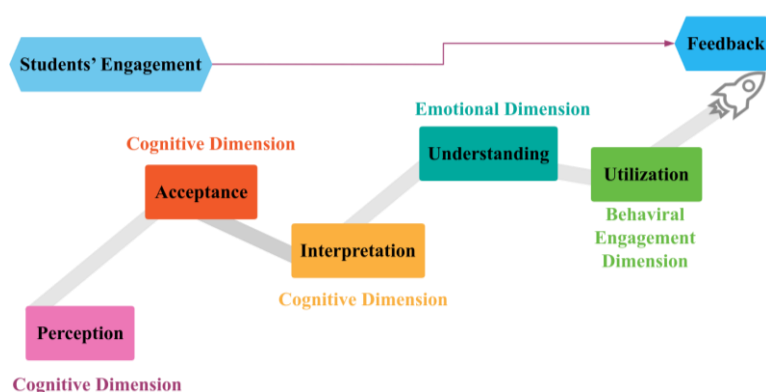 Feedback
Students' Engagement
Emotional Dimension
Cognitive Dimension
Understanding
Acceptance
Utilization
Behaviral
Engagement
Dimension
Interpretation
Cognitive Dimension
Perception
Cognitive Dimension